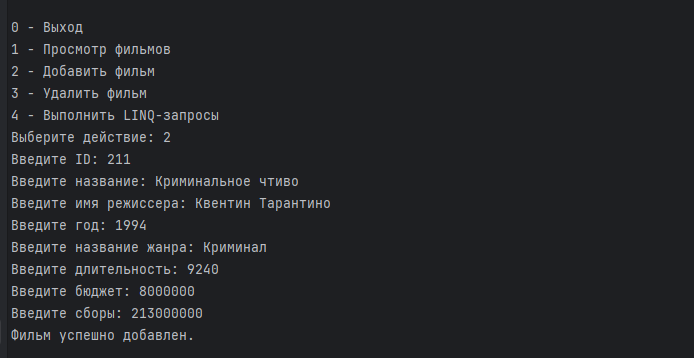 0 - Выход
1 - Просмотр фильмов
2 - Добавить фильм
3 - Удалить фильм
4 - Выполнить LINQ-запросы
Выберите действие: 2
Введите ID: 211
Введите название: Криминальное чтиво
Введите имя режиссера: Квентин Тарантино
Введите год: 1994
Введите название жанра: Криминал
Введите длительность: 9240
Введите бюджет: 8000000
Введите сборы: 213000000
Фильм успешно добавлен.